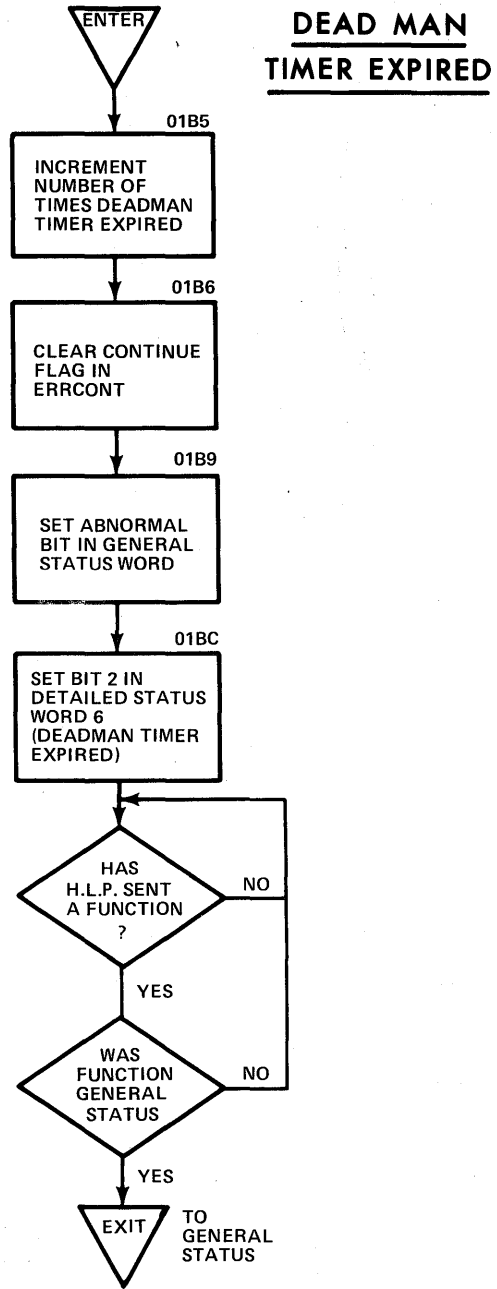 DEAD MAN
TIMER EXPIRED
ENTER
01B5
INCREMENT
NUMBER OF
TIMES DEADMAN
TIMER EXPIRED
01B6
CLEAR CONTINUE
FLAG IN
ERRCONT
01B9
SET ABNORMAL
BIT IN GENERAL
STATUS WORD
01BC
SET BIT 2 IN
DETAILED STATUS
WORD 6
(DEADMAN TIMER
EXPIRED)
HAS
H.L.P. SENT
A FUNCTION
?
NO
YES
WAS
FUNCTION
GENERAL
STATUS
NO
YES
EXIT
TO
GENERAL
STATUS